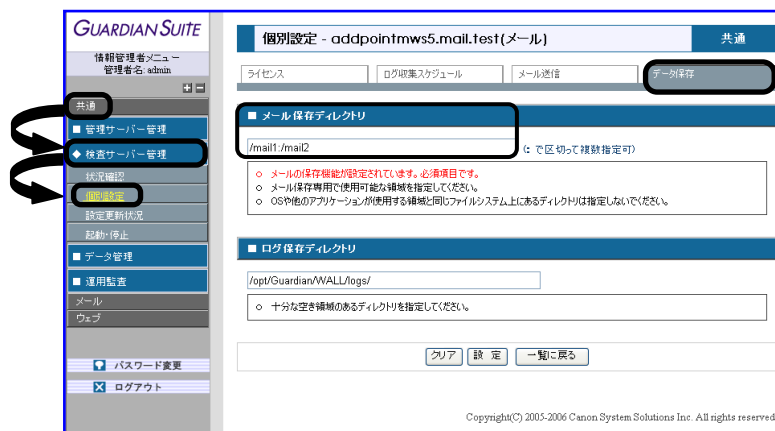 GUARDIANSUITE
情報管理者メニュー
管理者名: admin
共通
■ 管理サーバー管理
◆ 検査サーバー管理
状況確認
個別設定
設定更新状況
起動・停止
■ データ管理
■ 運用監査
メール
ウェブ
パスワード変更
ログアウト
個別設定 - addpointmws5.mail.test(メール)
共通
ライセンス
ログ収集スケジュール
メール送信
データ保存
■ メール保存ディレクトリ
/mail1:/mail2
(: で区切って複数指定可)
○ メールの保存機能が設定されています。必須項目です。
○ メール保存専用で使用可能な領域を指定してください。
○ OSや他のアプリケーションが使用する領域と同じファイルシステム上にあるディレクトリは指定しないでください。
■ ログ保存ディレクトリ
/opt/Guardian/WALL/logs/
○ 十分な空き領域のあるディレクトリを指定してください。
クリア 設 定 一覧に戻る
Copyright(C) 2005-2006 Canon System Solutions Inc. All rights reserved